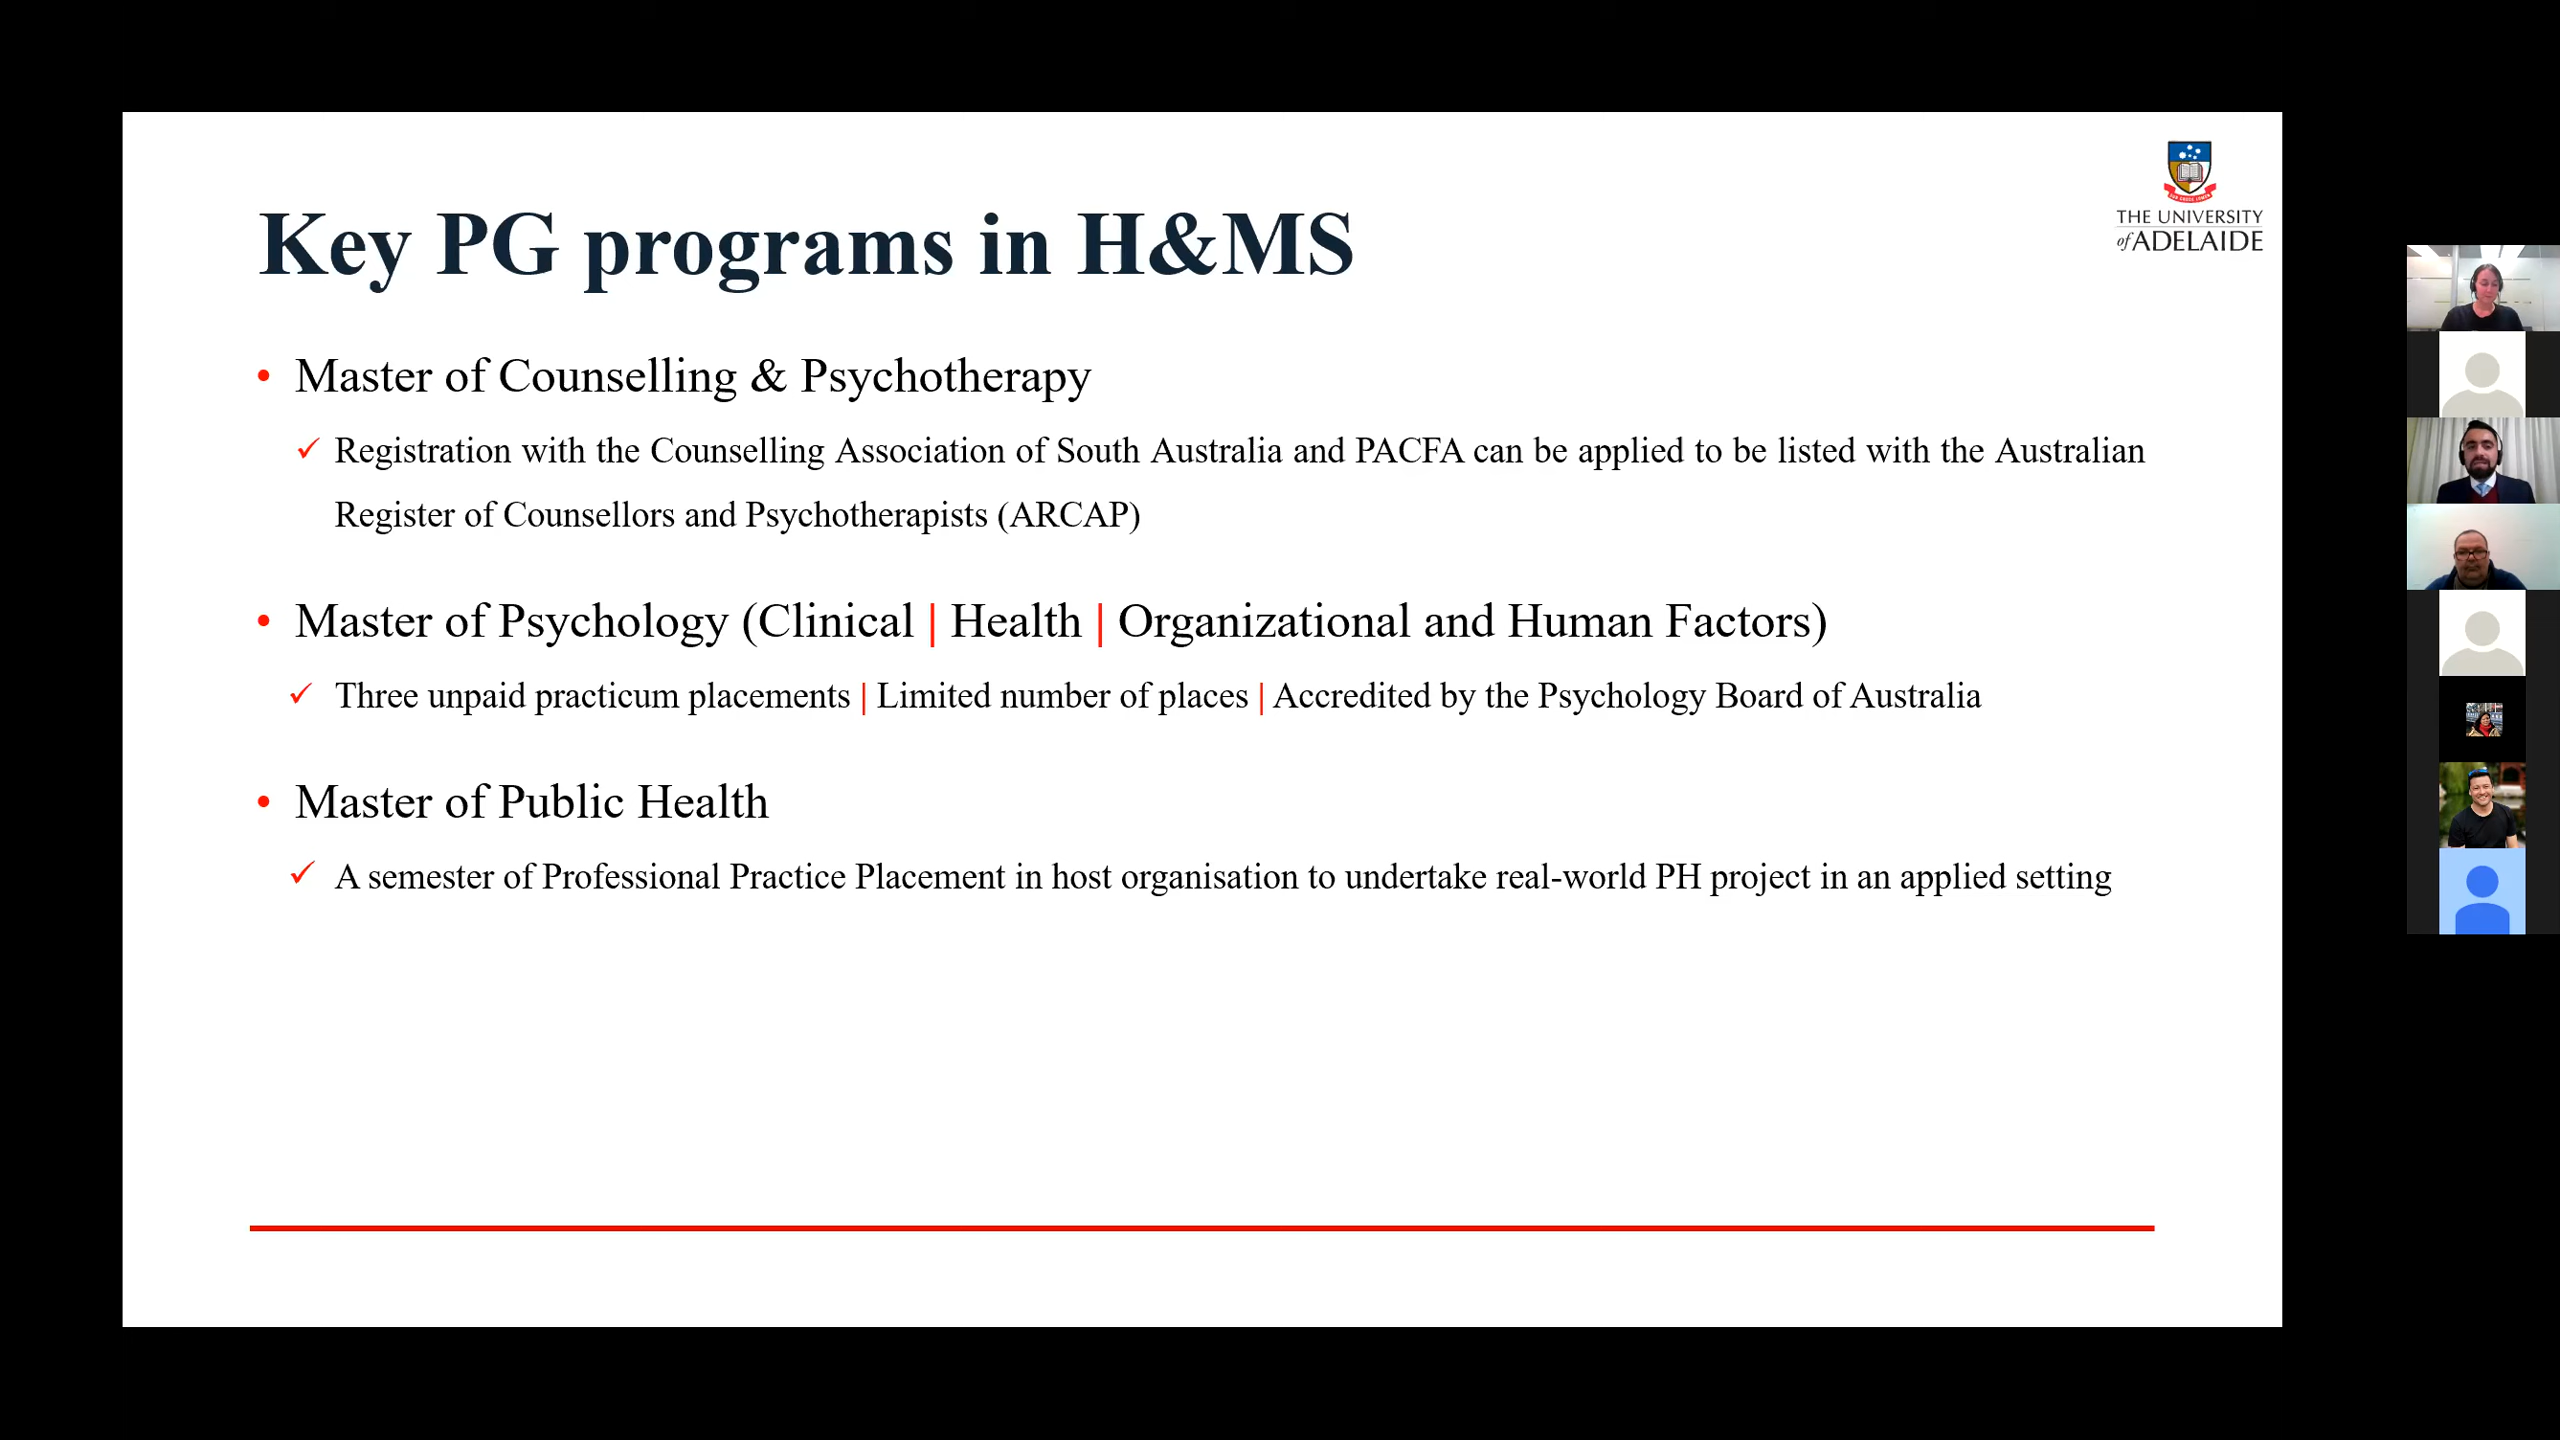 THE UNIVERSITY
of ADELAIDE
Key PG programs in H&MS
• Master of Counselling & Psychotherapy
✓ Registration with the Counselling Association of South Australia and PACFA can be applied to be listed with the Australian
Register of Counsellors and Psychotherapists (ARCAP)
• Master of Psychology (Clinical | Health | Organizational and Human Factors)
✓ Three unpaid practicum placements | Limited number of places | Accredited by the Psychology Board of Australia
• Master of Public Health
✓ A semester of Professional Practice Placement in host organisation to undertake real-world PH project in an applied setting